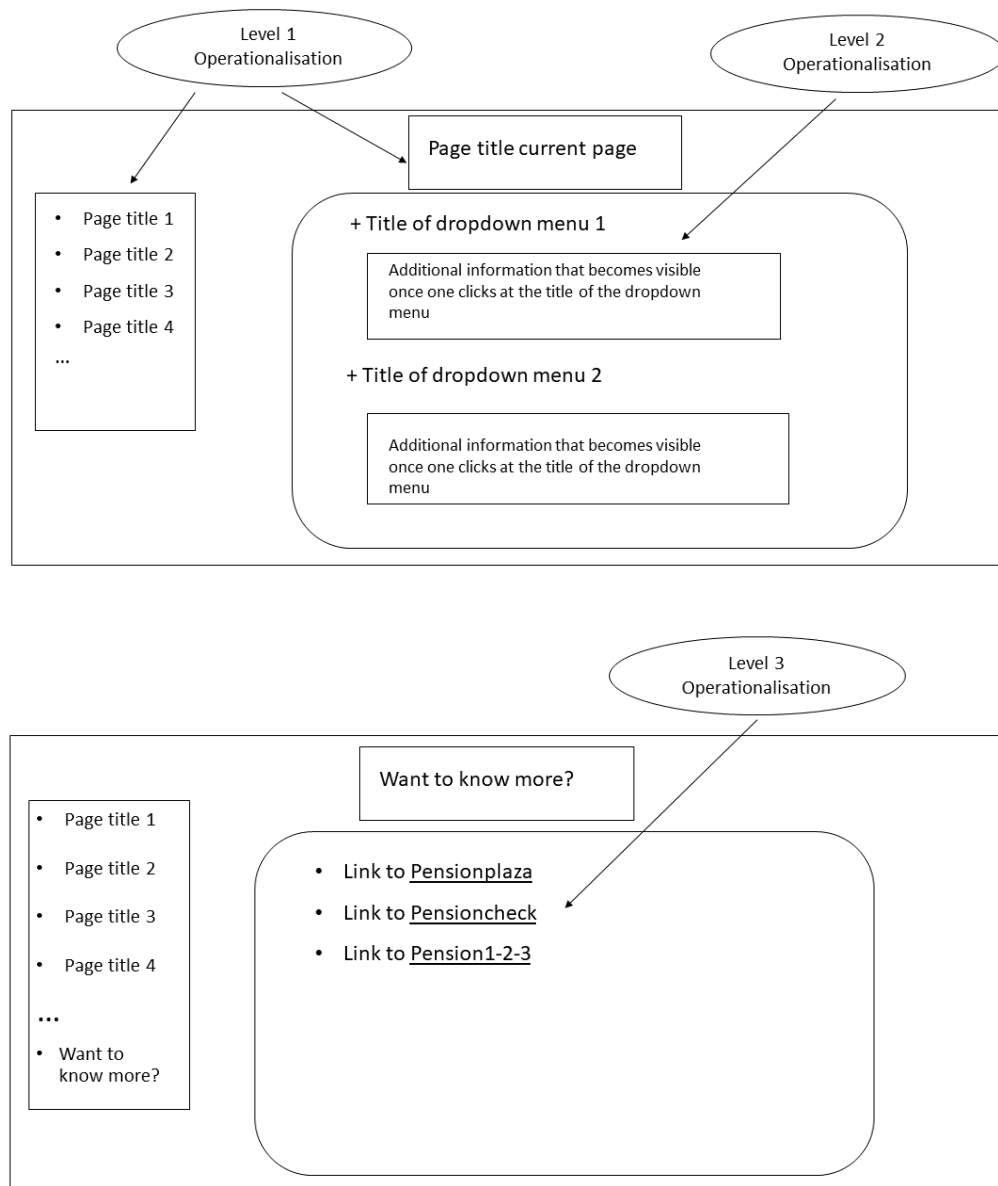 Level 1
Operationalisation
Level 2
Operationalisation
Page title current page
• Page title 1
• Page title 2
• Page title 3
• Page title 4
...
+ Title of dropdown menu 1
Additional information that becomes visible
once one clicks at the title of the dropdown
menu
+ Title of dropdown menu 2
Additional information that becomes visible
once one clicks at the title of the dropdown
menu
Level 3
Operationalisation
Want to know more?
• Page title 1
• Page title 2
• Page title 3
• Page title 4
...
• Want to
know more?
• Link to Pensionplaza
• Link to Pensioncheck
• Link to Pension1-2-3